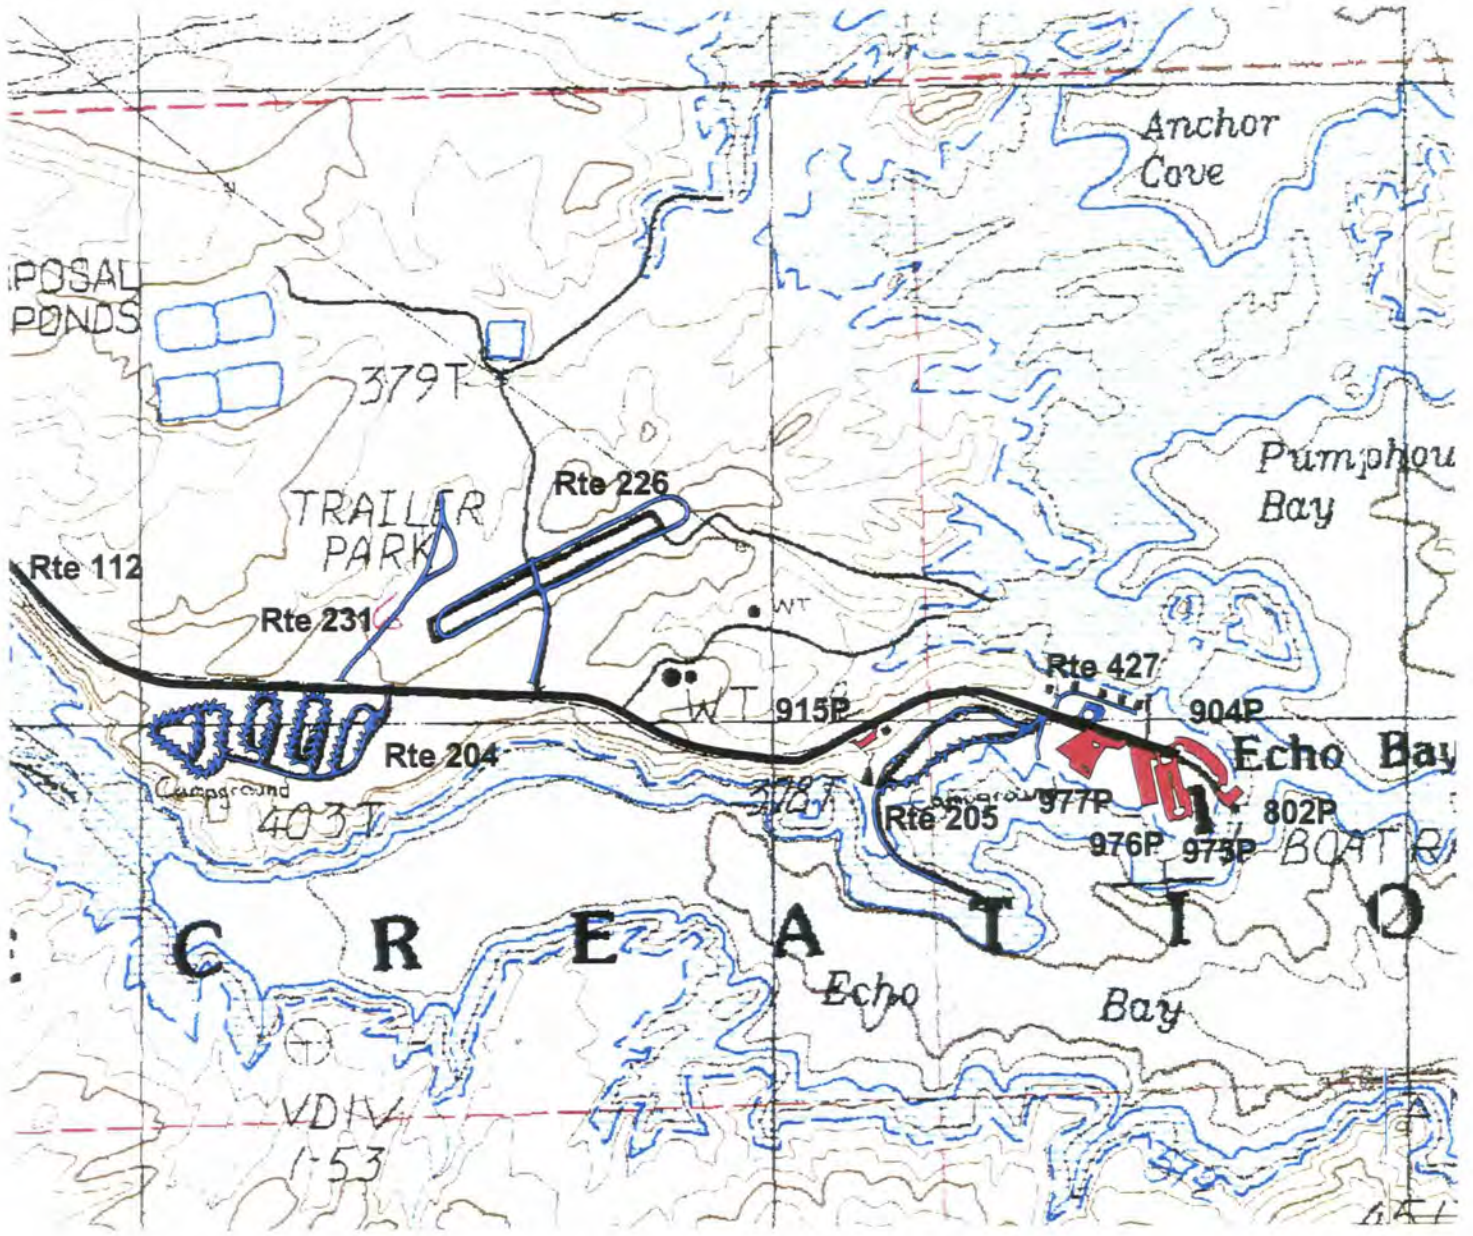 Anchor
Cove
POSAL
PONDS
379T
Pumphou
Bay
Rte 226
TRAILER
PARK
Rte 112
Rte 231
WT
Rte 427
WT
915P
904P
Rte 204
Echo Bay
Campground
403T
378T
Campground
977P
Rte 205
802P
976P
975P
BOAT R
C R E A T I O
Echo Bay
VDIV
1-53